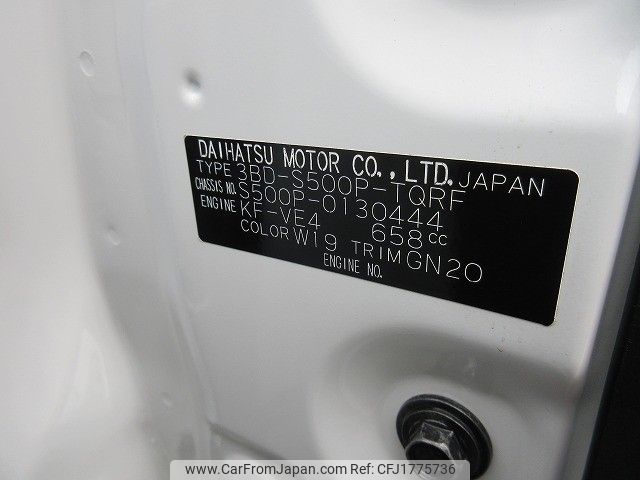 DAIHATSU MOTOR CO., LTD. JAPAN
TYPE 3BD-S500P-TQRF
CHASSIS NO. S500P-0130444
ENGINE KF-VE4 658cc
COLOR W19 TRIM GN20
ENGINE NO.
www.CarFromJapan.com Ref:CFJ1775736